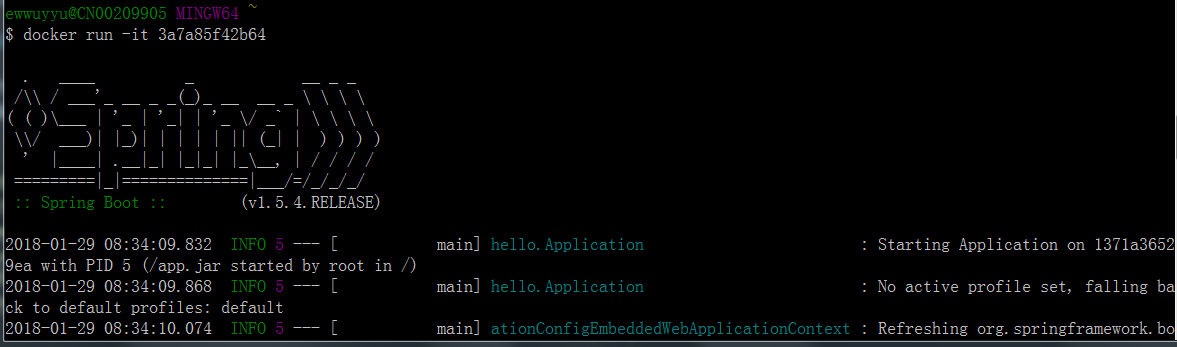 ewwuyyu@CN00209905 MINGW64 ~
$ docker run -it 3a7a85f42b64
  .   ____          _            __ _ _
 /\\ / ___'_ __ _ _(_)_ __  __ _ \ \ \ \
( ( )\___ | '_ | '_| | '_ \/ _` | \ \ \ \
 \\/  ___)| |_)| | | | | || (_| |  ) ) ) )
  '  |____| .__|_| |_|_| |_\__, | / / / /
 =========|_|==============|___/=/_/_/_/
 :: Spring Boot ::        (v1.5.4.RELEASE)
2018-01-29 08:34:09.832  INFO 5 --- [           main] hello.Application                        : Starting Application on 1371a3652
9ea with PID 5 (/app.jar started by root in /)
2018-01-29 08:34:09.868  INFO 5 --- [           main] hello.Application                        : No active profile set, falling ba
ck to default profiles: default
2018-01-29 08:34:10.074  INFO 5 --- [           main] ationConfigEmbeddedWebApplicationContext : Refreshing org.springframework.bo